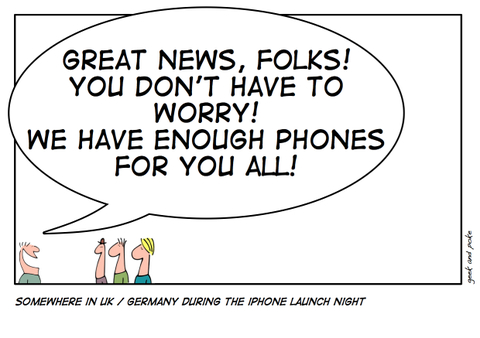 GREAT NEWS, FOLKS!
YOU DON'T HAVE TO
WORRY!
WE HAVE ENOUGH PHONES
FOR YOU ALL!
geek and poke
SOMEWHERE IN UK / GERMANY DURING THE IPHONE LAUNCH NIGHT